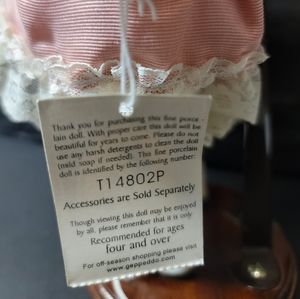 Thank you for purchasing this fine porce -
lain doll. With proper care this doll will be
beautiful for years to come. Please do not
use any harsh detergents to clean the doll
(mild soap if needed). This fine porcelain
doll is identified by the following number:
T14802P
Accessories are Sold Separately
Though viewing this doll may be enjoyed
by all, please remember that it is only
Recommended for ages
four and over
For off-season shopping please visit
www.geppeddo.com